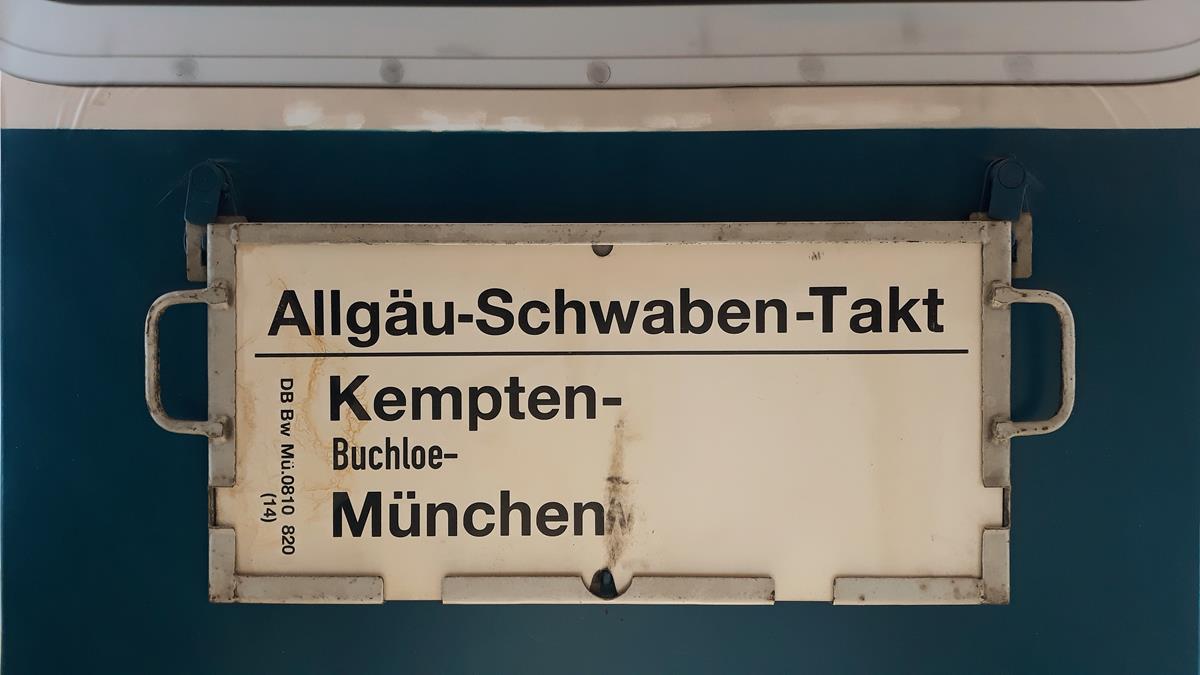 Allgäu-Schwaben-Takt
Kempten-
Buchloe-
München
DB Bw Mü.0810 820
(14)